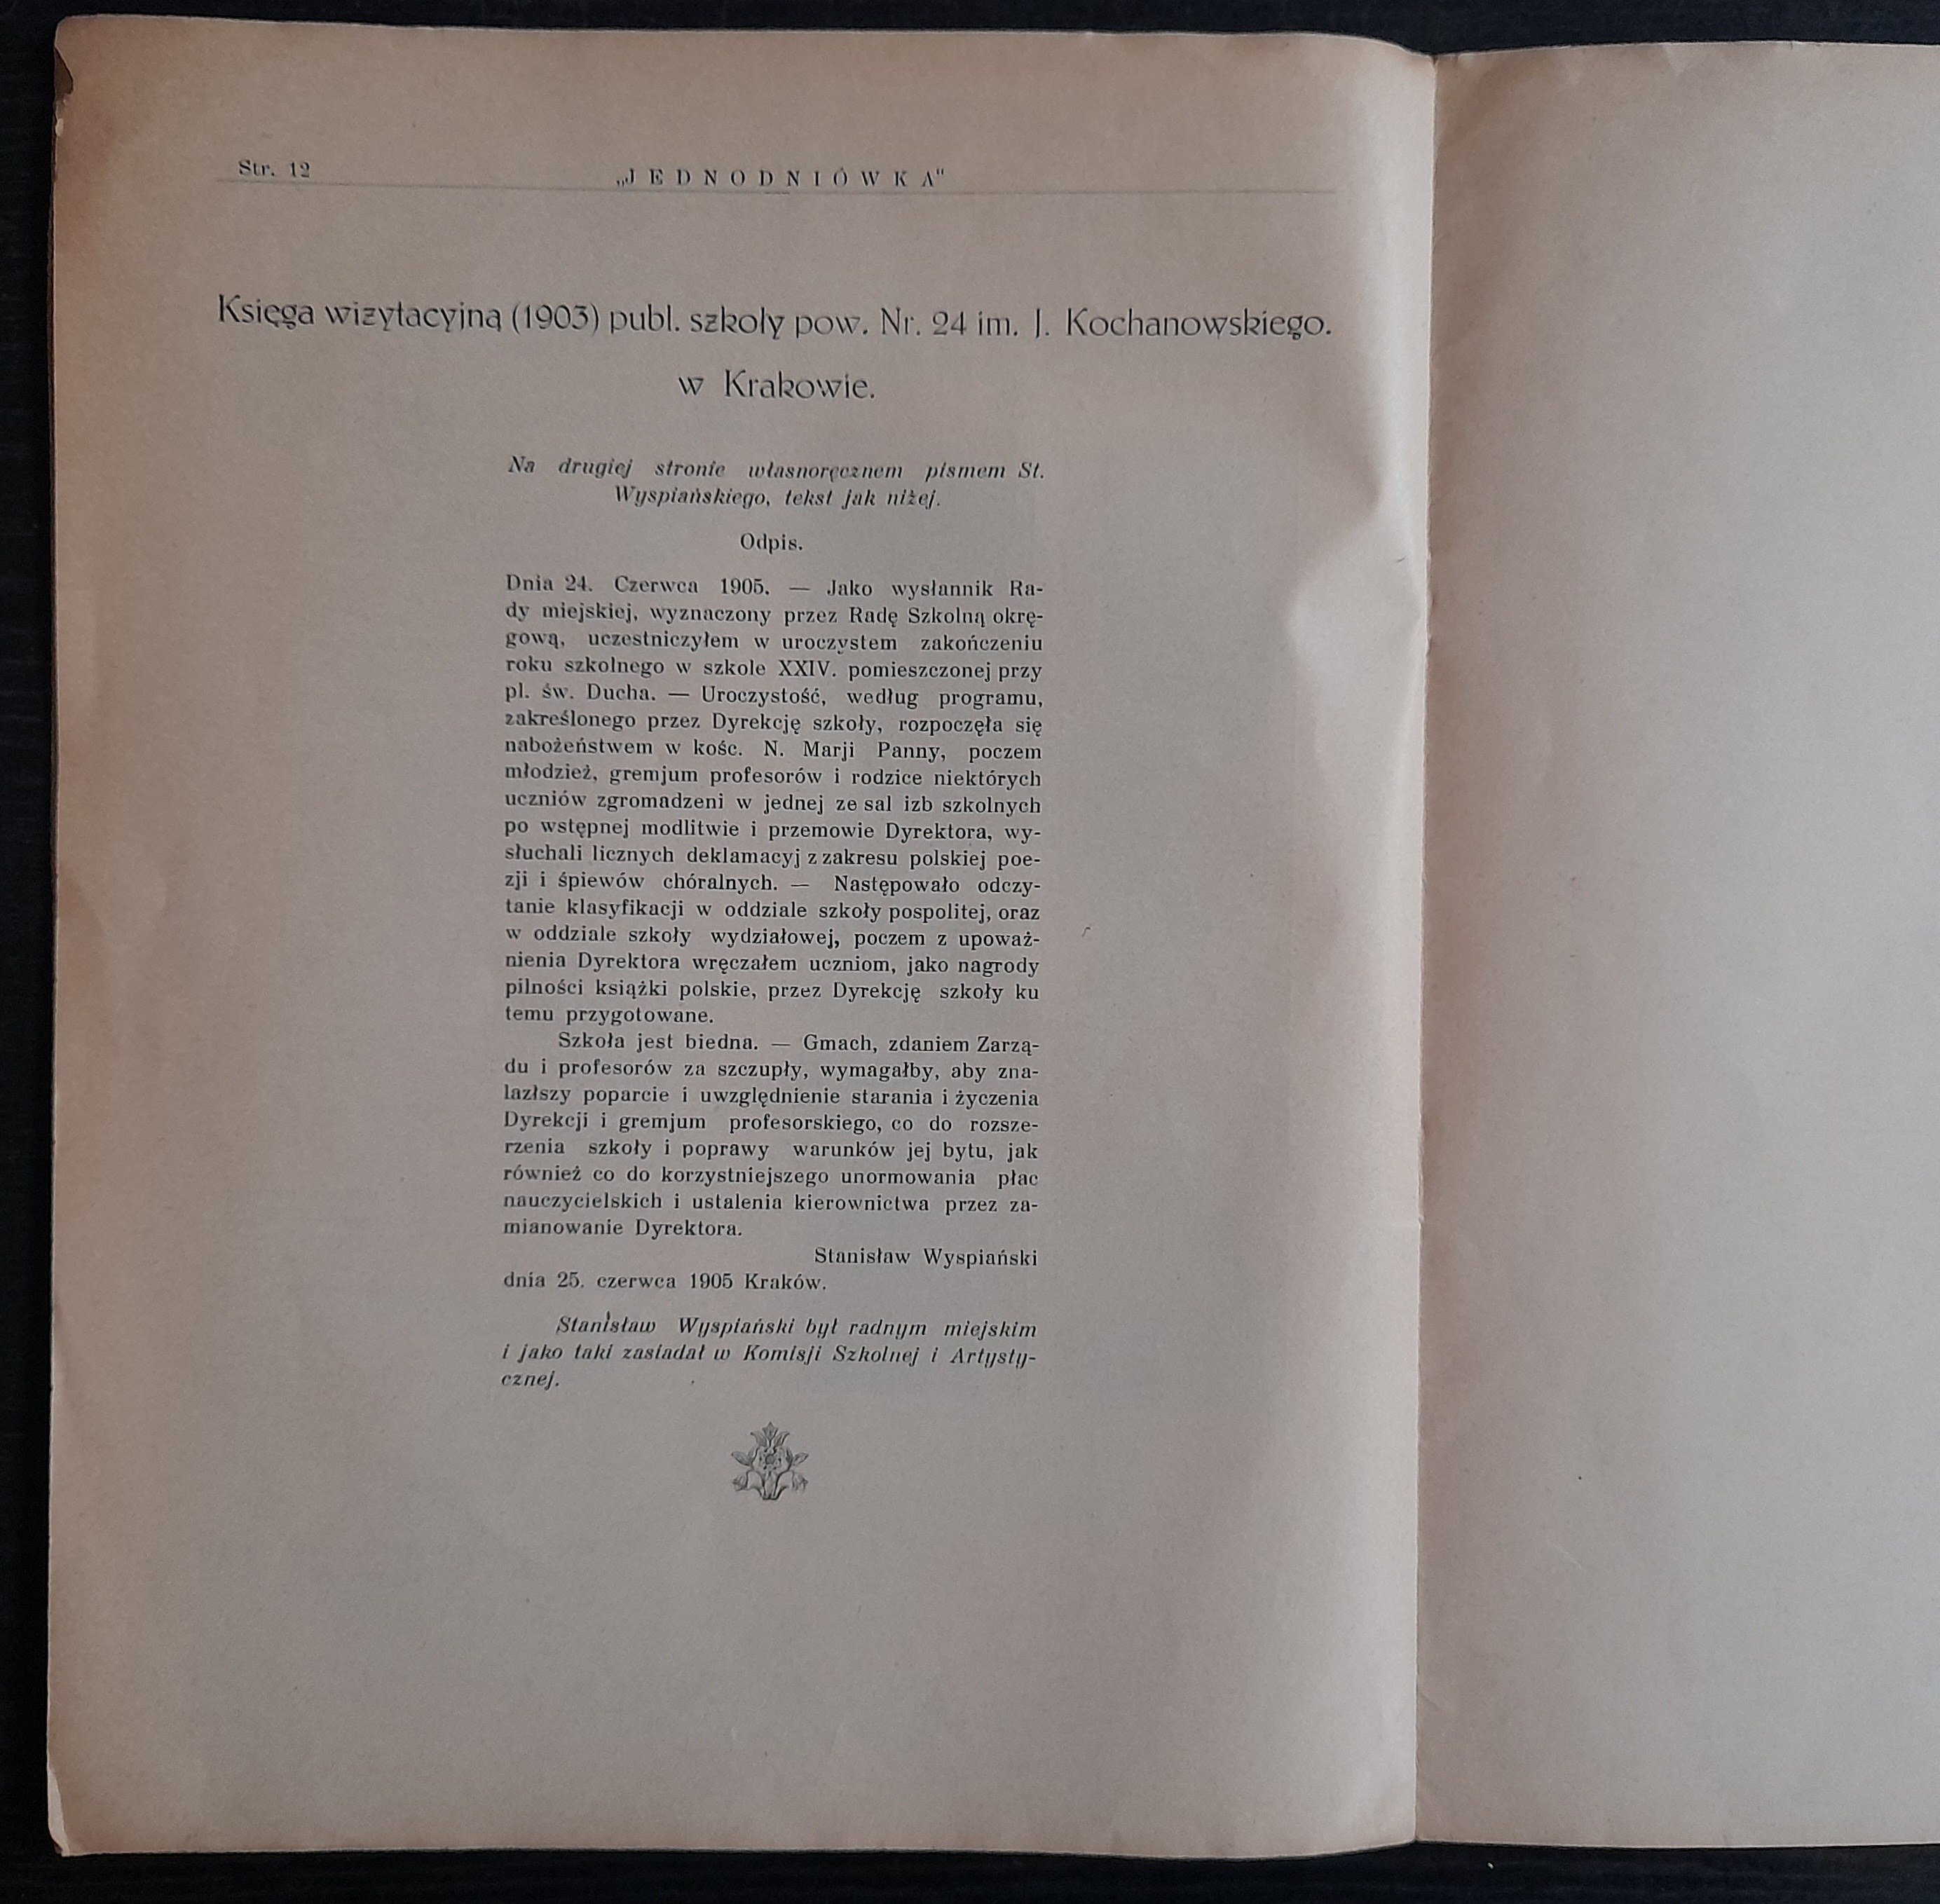 Str. 12
„JEDNODNIÓWKA"
Księga wizytacyjną (1903) publ. szkoły pow. Nr. 24 im. J. Kochanowskiego.
w Krakowie.
Na drugiej stronie własnoręcznem pismem St.
Wyspiańskiego, tekst jak niżej.
Odpis.
Dnia 24. Czerwca 1905. — Jako wysłannik Ra-
dy miejskiej, wyznaczony przez Radę Szkolną okrę-
gową, uczestniczyłem w uroczystem zakończeniu
roku szkolnego w szkole XXIV. pomieszczonej przy
pl. św. Ducha. — Uroczystość, według programu,
zakreślonego przez Dyrekcję szkoły, rozpoczęła się
nabożeństwem w kośc. N. Marji Panny, poczem
młodzież, gremjum profesorów i rodzice niektórych
uczniów zgromadzeni w jednej ze sal izb szkolnych
po wstępnej modlitwie i przemowie Dyrektora, wy-
słuchali licznych deklamacyj z zakresu polskiej poe-
zji i śpiewów chóralnych. — Następowało odczy-
tanie klasyfikacji w oddziale szkoły pospolitej, oraz
w oddziale szkoły wydziałowej, poczem z upoważ-
nienia Dyrektora wręczałem uczniom, jako nagrody
pilności książki polskie, przez Dyrekcję szkoły ku
temu przygotowane.
Szkoła jest biedna. — Gmach, zdaniem Zarzą-
du i profesorów za szczupły, wymagałby, aby zna-
lazłszy poparcie i uwzględnienie starania i życzenia
Dyrekcji i gremjum profesorskiego, co do rozsze-
rzenia szkoły i poprawy warunków jej bytu, jak
również co do korzystniejszego unormowania płac
nauczycielskich i ustalenia kierownictwa przez za-
mianowanie Dyrektora.
Stanisław Wyspiański
dnia 25. czerwca 1905 Kraków.
Stanisław Wyspiański był radnym miejskim
i jako taki zasiadał w Komisji Szkolnej i Artysty-
cznej.